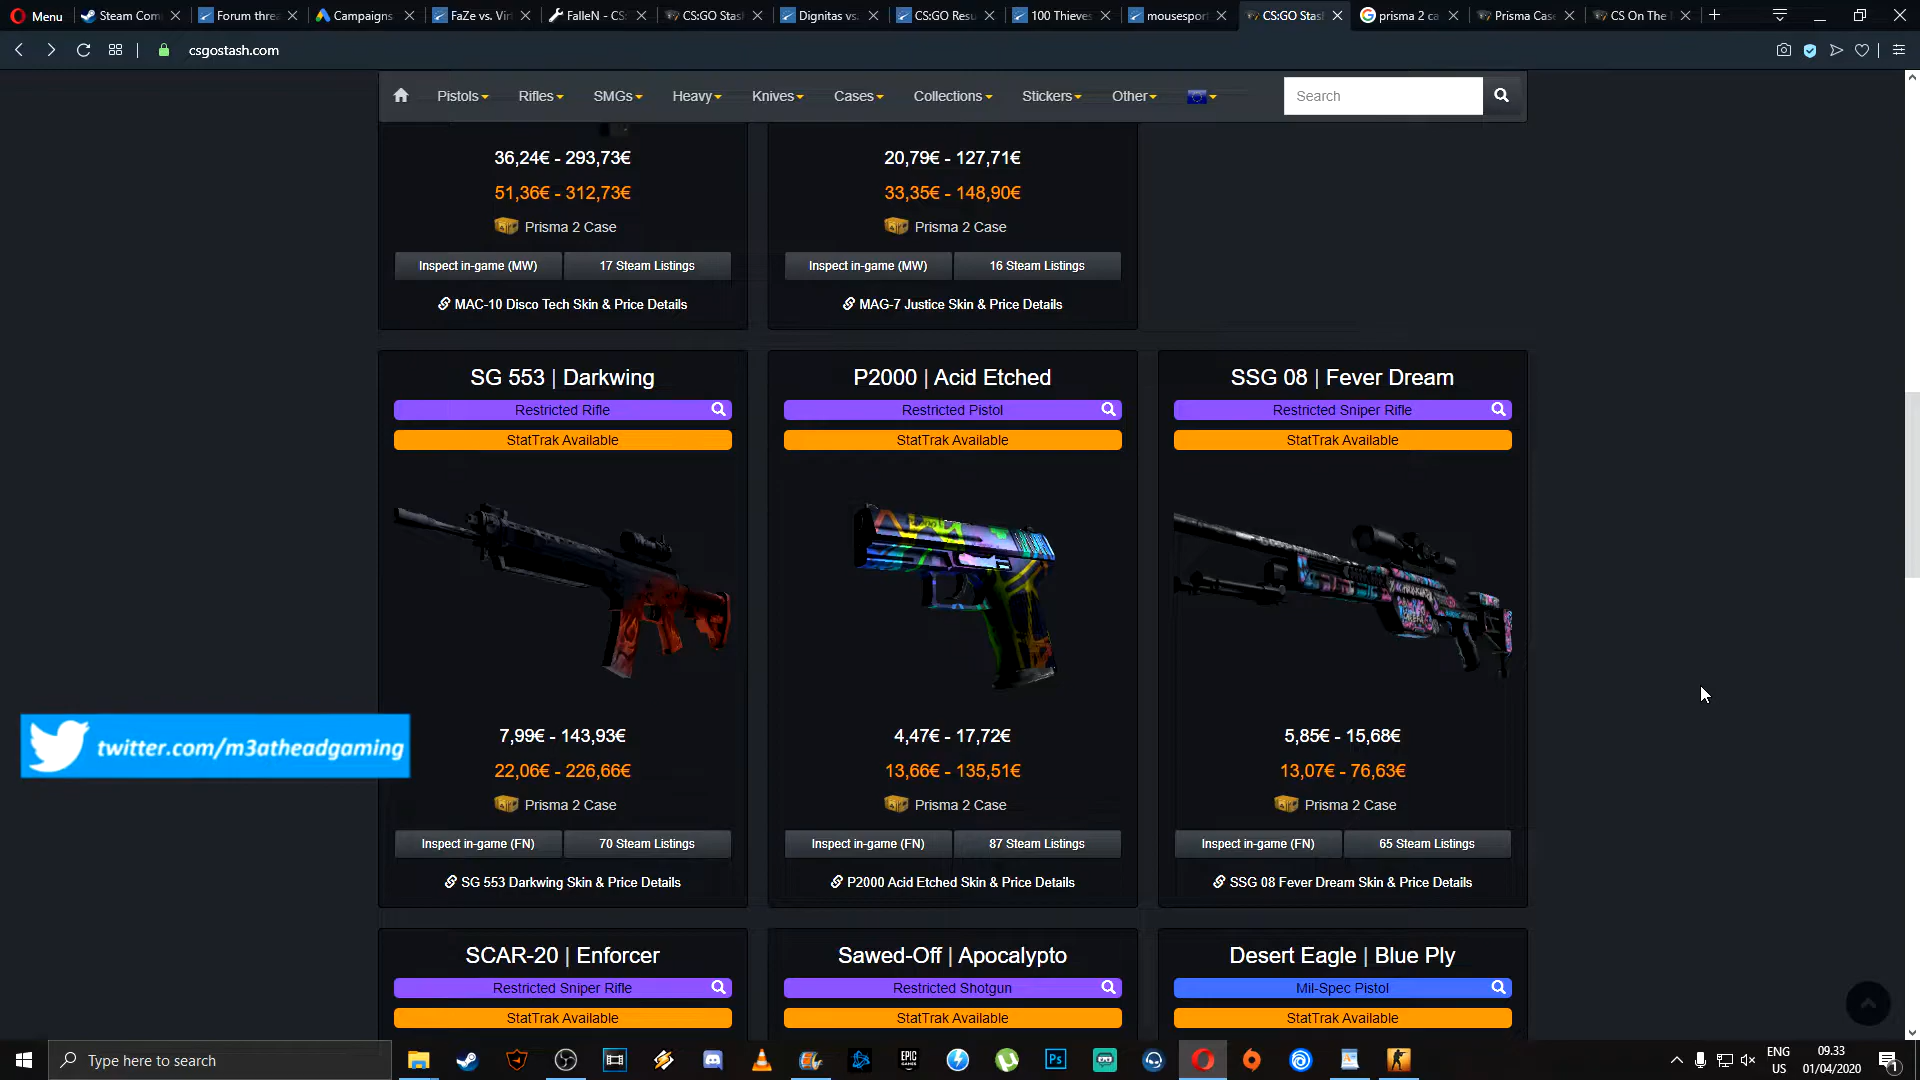 Menu
Steam Com
Forum thre
Campaigns
FaZe vs. Vir
FalleN - CS:
CS:GO Stas
Dignitas vs.
CS:GO Resu
100 Thieves
mousesport
CS:GO Stas
prisma 2 ca
Prisma Cas
CS On The
csgostash.com
Pistols Rifles SMGs Heavy Knives Cases Collections Stickers Other Search
36,24€ - 293,73€
51,36€ - 312,73€
Prisma 2 Case
Inspect in-game (MW) 17 Steam Listings
MAC-10 Disco Tech Skin & Price Details
20,79€ - 127,71€
33,35€ - 148,90€
Prisma 2 Case
Inspect in-game (MW) 16 Steam Listings
MAG-7 Justice Skin & Price Details
SG 553 | Darkwing
Restricted Rifle
StatTrak Available
7,99€ - 143,93€
22,06€ - 226,66€
Prisma 2 Case
Inspect in-game (FN) 70 Steam Listings
SG 553 Darkwing Skin & Price Details
P2000 | Acid Etched
Restricted Pistol
StatTrak Available
4,47€ - 17,72€
13,66€ - 135,51€
Prisma 2 Case
Inspect in-game (FN) 87 Steam Listings
P2000 Acid Etched Skin & Price Details
SSG 08 | Fever Dream
Restricted Sniper Rifle
StatTrak Available
5,85€ - 15,68€
13,07€ - 76,63€
Prisma 2 Case
Inspect in-game (FN) 65 Steam Listings
SSG 08 Fever Dream Skin & Price Details
twitter.com/m3atheadgaming
SCAR-20 | Enforcer
Restricted Sniper Rifle
StatTrak Available
Sawed-Off | Apocalypto
Restricted Shotgun
StatTrak Available
Desert Eagle | Blue Ply
Mil-Spec Pistol
StatTrak Available
Type here to search
EPIC
GAMES
Ps
ENG
US
09.33
01/04/2020
1